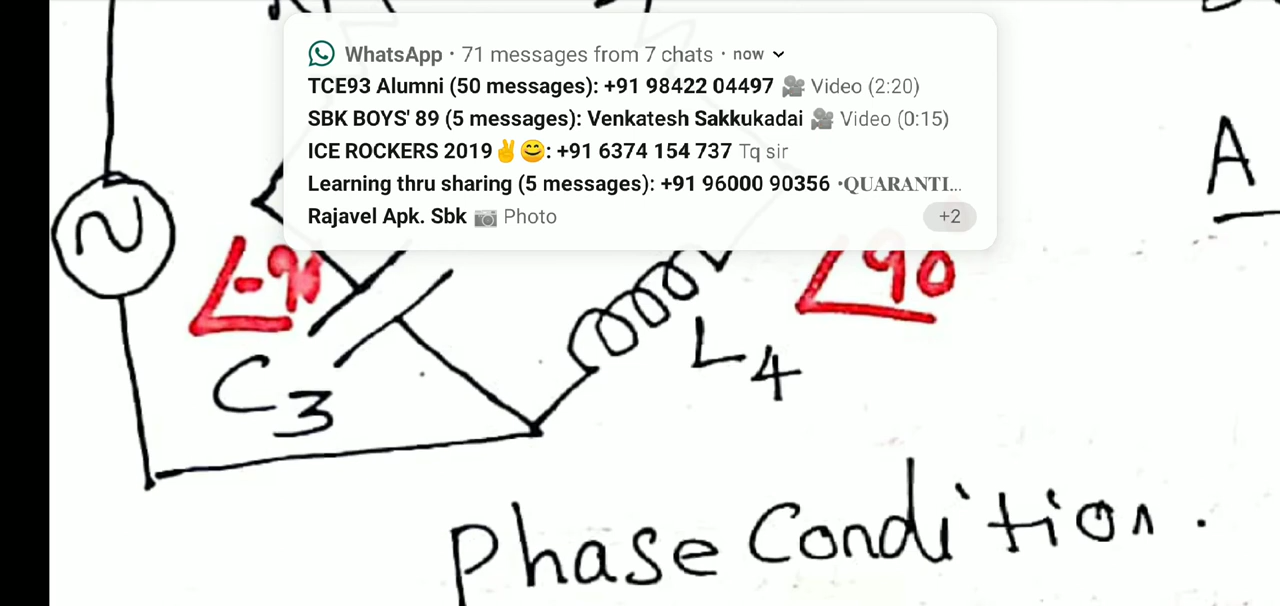 WhatsApp · 71 messages from 7 chats · now
TCE93 Alumni (50 messages): +91 98422 04497 🎥 Video (2:20)
SBK BOYS' 89 (5 messages): Venkatesh Sakkukadai 🎥 Video (0:15)
ICE ROCKERS 2019✌😊: +91 6374 154 737 Tq sir
Learning thru sharing (5 messages): +91 96000 90356 ·QUARANTI...
Rajavel Apk. Sbk 📷 Photo
+2
A
∠-90
∠90
C3
L4
Phase Condition.